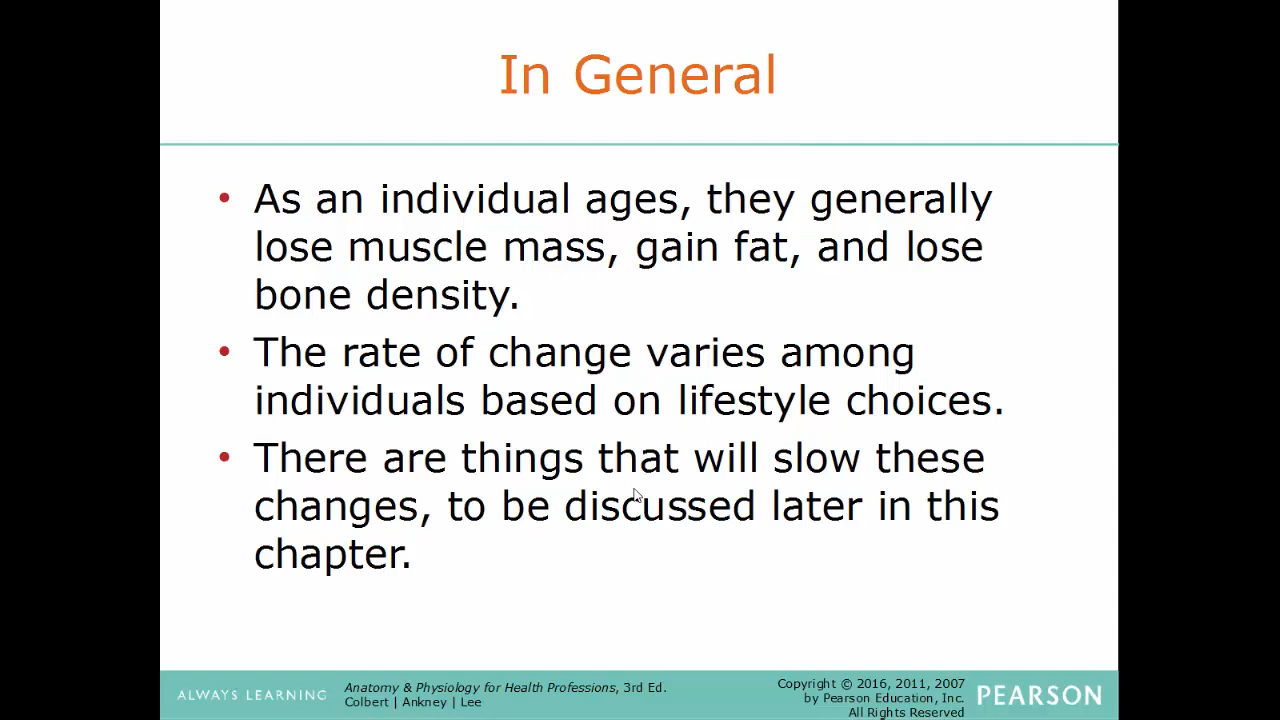 In General
• As an individual ages, they generally
lose muscle mass, gain fat, and lose
bone density.
• The rate of change varies among
individuals based on lifestyle choices.
• There are things that will slow these
changes, to be discussed later in this
chapter.
ALWAYS LEARNING
Anatomy & Physiology for Health Professions, 3rd Ed.
Colbert | Ankney | Lee
Copyright © 2016, 2011, 2007
by Pearson Education, Inc.
All Rights Reserved
PEARSON